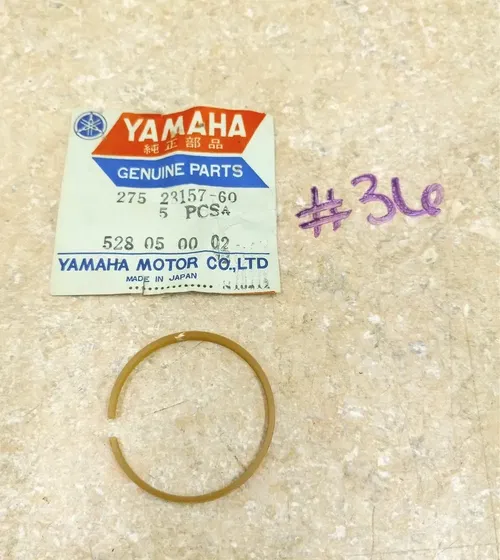 YAMAHA
純正部品
GENUINE PARTS
275 23157-60
5 PCSA
528 05 00 02
YAMAHA MOTOR CO.,LTD
MADE IN JAPAN
#36